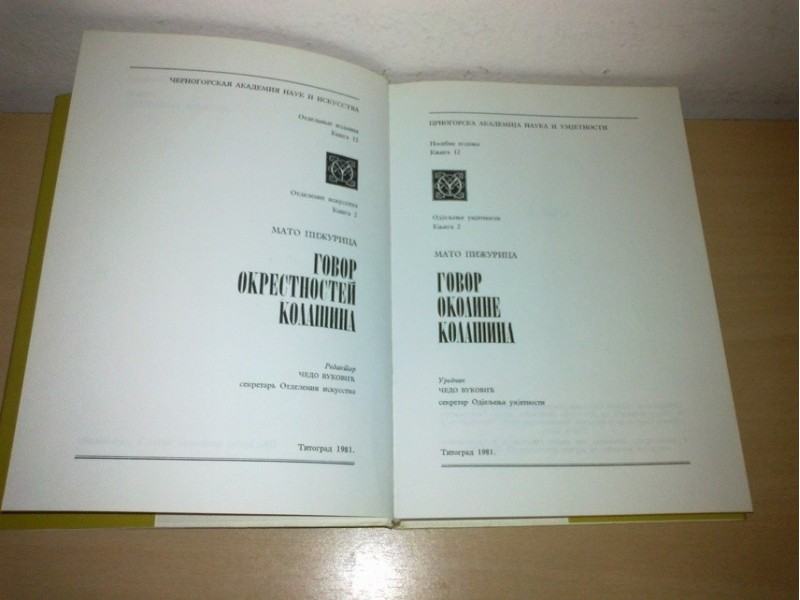 ЧЕРНОГОРСКАЯ АКАДЕМИЯ НАУК И ИСКУССТВА
Отдельные издания
Книга 12
Отделения искусства
Книга 2
МАТО ПИЖУРИЦА
ГОВОР
ОКРЕСТНОСТЕЙ
КОЛАШИНА
Редактор
ЧЕДО ВУКОВИЋ
секретарь Отделения искусства
Титоград 1981.
ЦРНОГОРСКА АКАДЕМИЈА НАУКА И УМЈЕТНОСТИ
Посебна издања
Књига 12
Одјељење умјетности
Књига 2
МАТО ПИЖУРИЦА
ГОВОР
ОКОЛИНЕ
КОЛАШИНА
Уредник
ЧЕДО ВУКОВИЋ
секретар Одјељења умјетности
Титоград 1981.